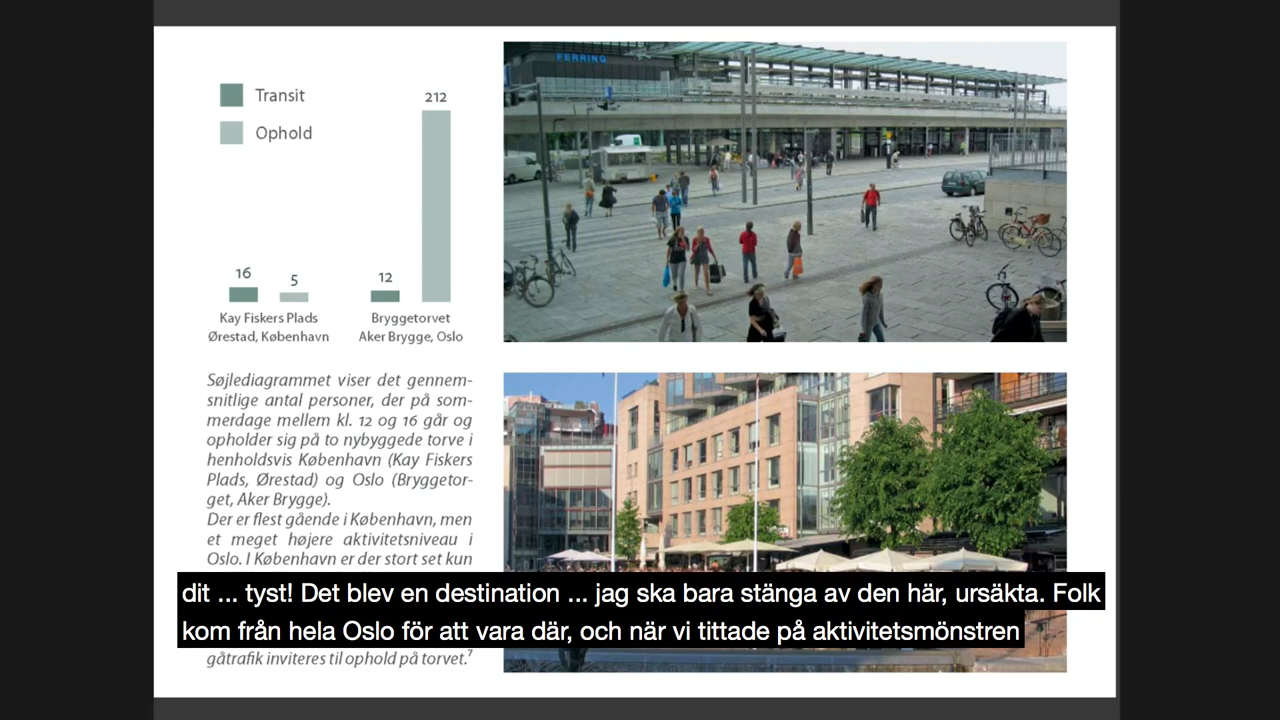 Transit
Ophold
16
5
12
212
Kay Fiskers Plads
Ørestad, København
Bryggetorvet
Aker Brygge, Oslo
FERRING
Søjlediagrammet viser det gennem-
snitlige antal personer, der på som-
merdage mellem kl. 12 og 16 går og
opholder sig på to nybyggede torve i
henholdsvis København (Kay Fiskers
Plads, Ørestad) og Oslo (Bryggetor-
get, Aker Brygge).
Der er flest gående i København, men
et meget højere aktivitetsniveau i
Oslo. I København er der stort set kun
dit ... tyst! Det blev en destination ... jag ska bara stänga av den här, ursäkta. Folk
kom från hela Oslo för att vara där, och när vi tittade på aktivitetsmönstren
gåtrafik inviteres til ophold på torvet.7